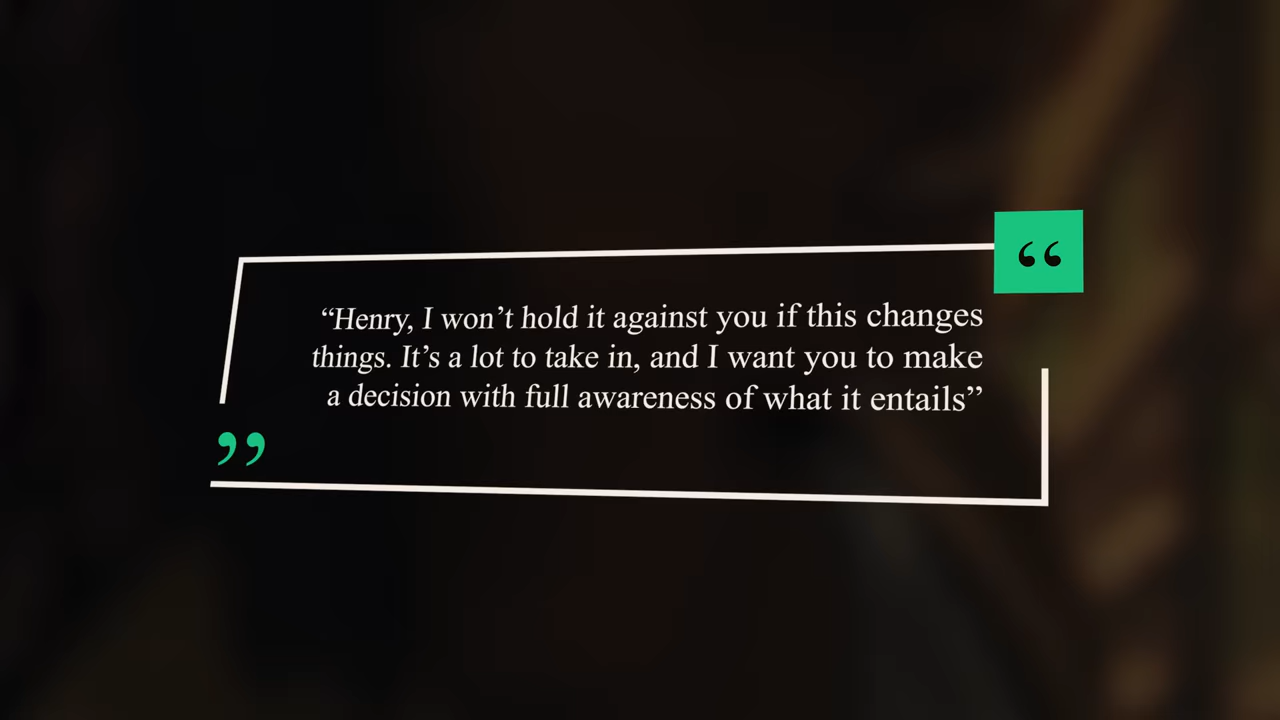 “
“Henry, I won’t hold it against you if this changes
things. It’s a lot to take in, and I want you to make
a decision with full awareness of what it entails”
”